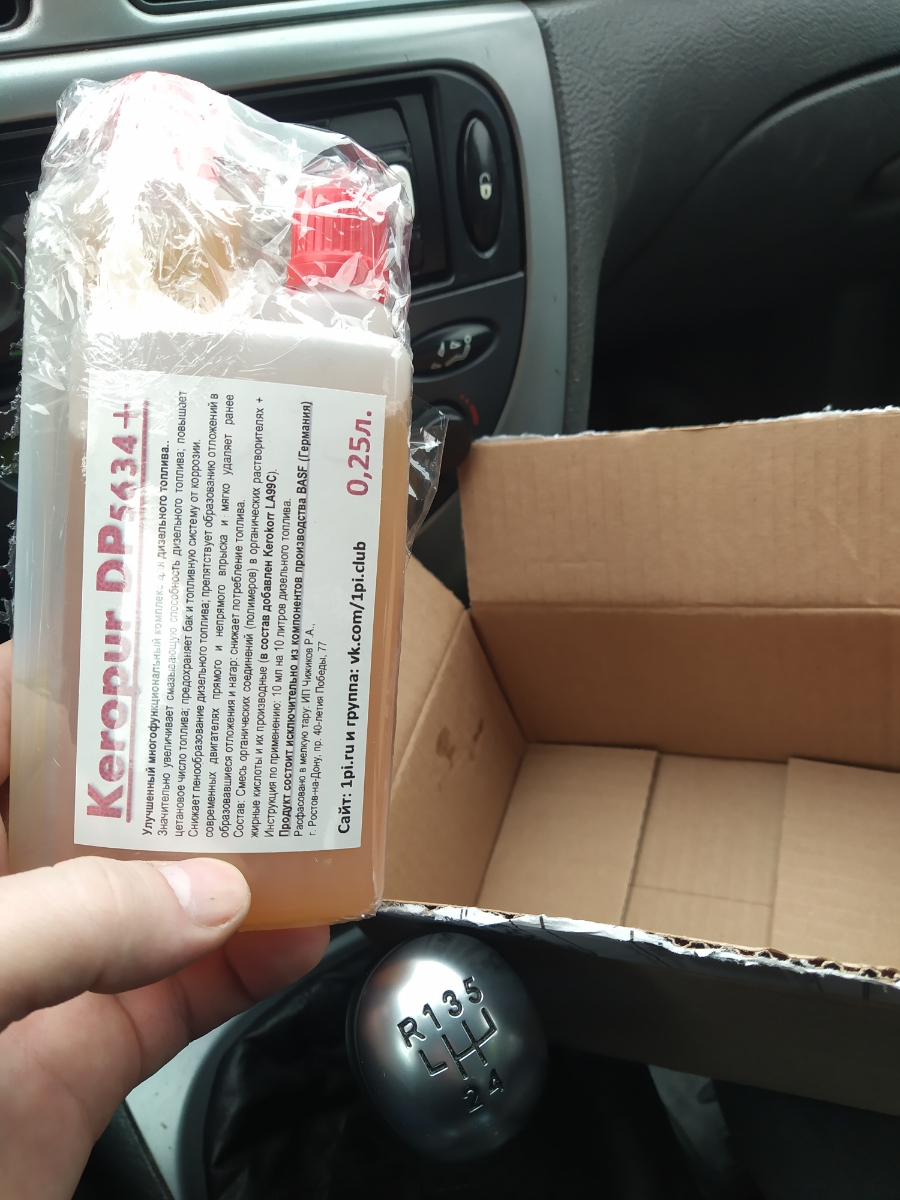 Keropur DP5634+
Улучшенный многофункциональный комплекс для дизельного топлива..
Значительно увеличивает смазывающую способность дизельного топлива; повышает
цетановое число топлива; предохраняет бак и топливную систему от коррозии.
Снижает пенообразование дизельного топлива; препятствует образованию отложений в
современных двигателях прямого и непрямого впрыска и мягко удаляет ранее
образовавшиеся отложения и нагар; снижает потребление топлива.
Состав: Смесь органических соединений (полимеров) в органических растворителях +
жирные кислоты и их производные (в состав добавлен Kerokorr LA99C).
Инструкция по применению: 10 мл на 10 литров дизельного топлива.
Продукт состоит исключительно из компонентов производства BASF (Германия)
Расфасовано в мелкую тару: ИП Чижиков Р.А.,
г. Ростов-на-Дону, пр. 40-летия Победы, 77
Сайт: 1pi.ru и группа: vk.com/1pi.club 0,25л.
R 1 3 5
2 4